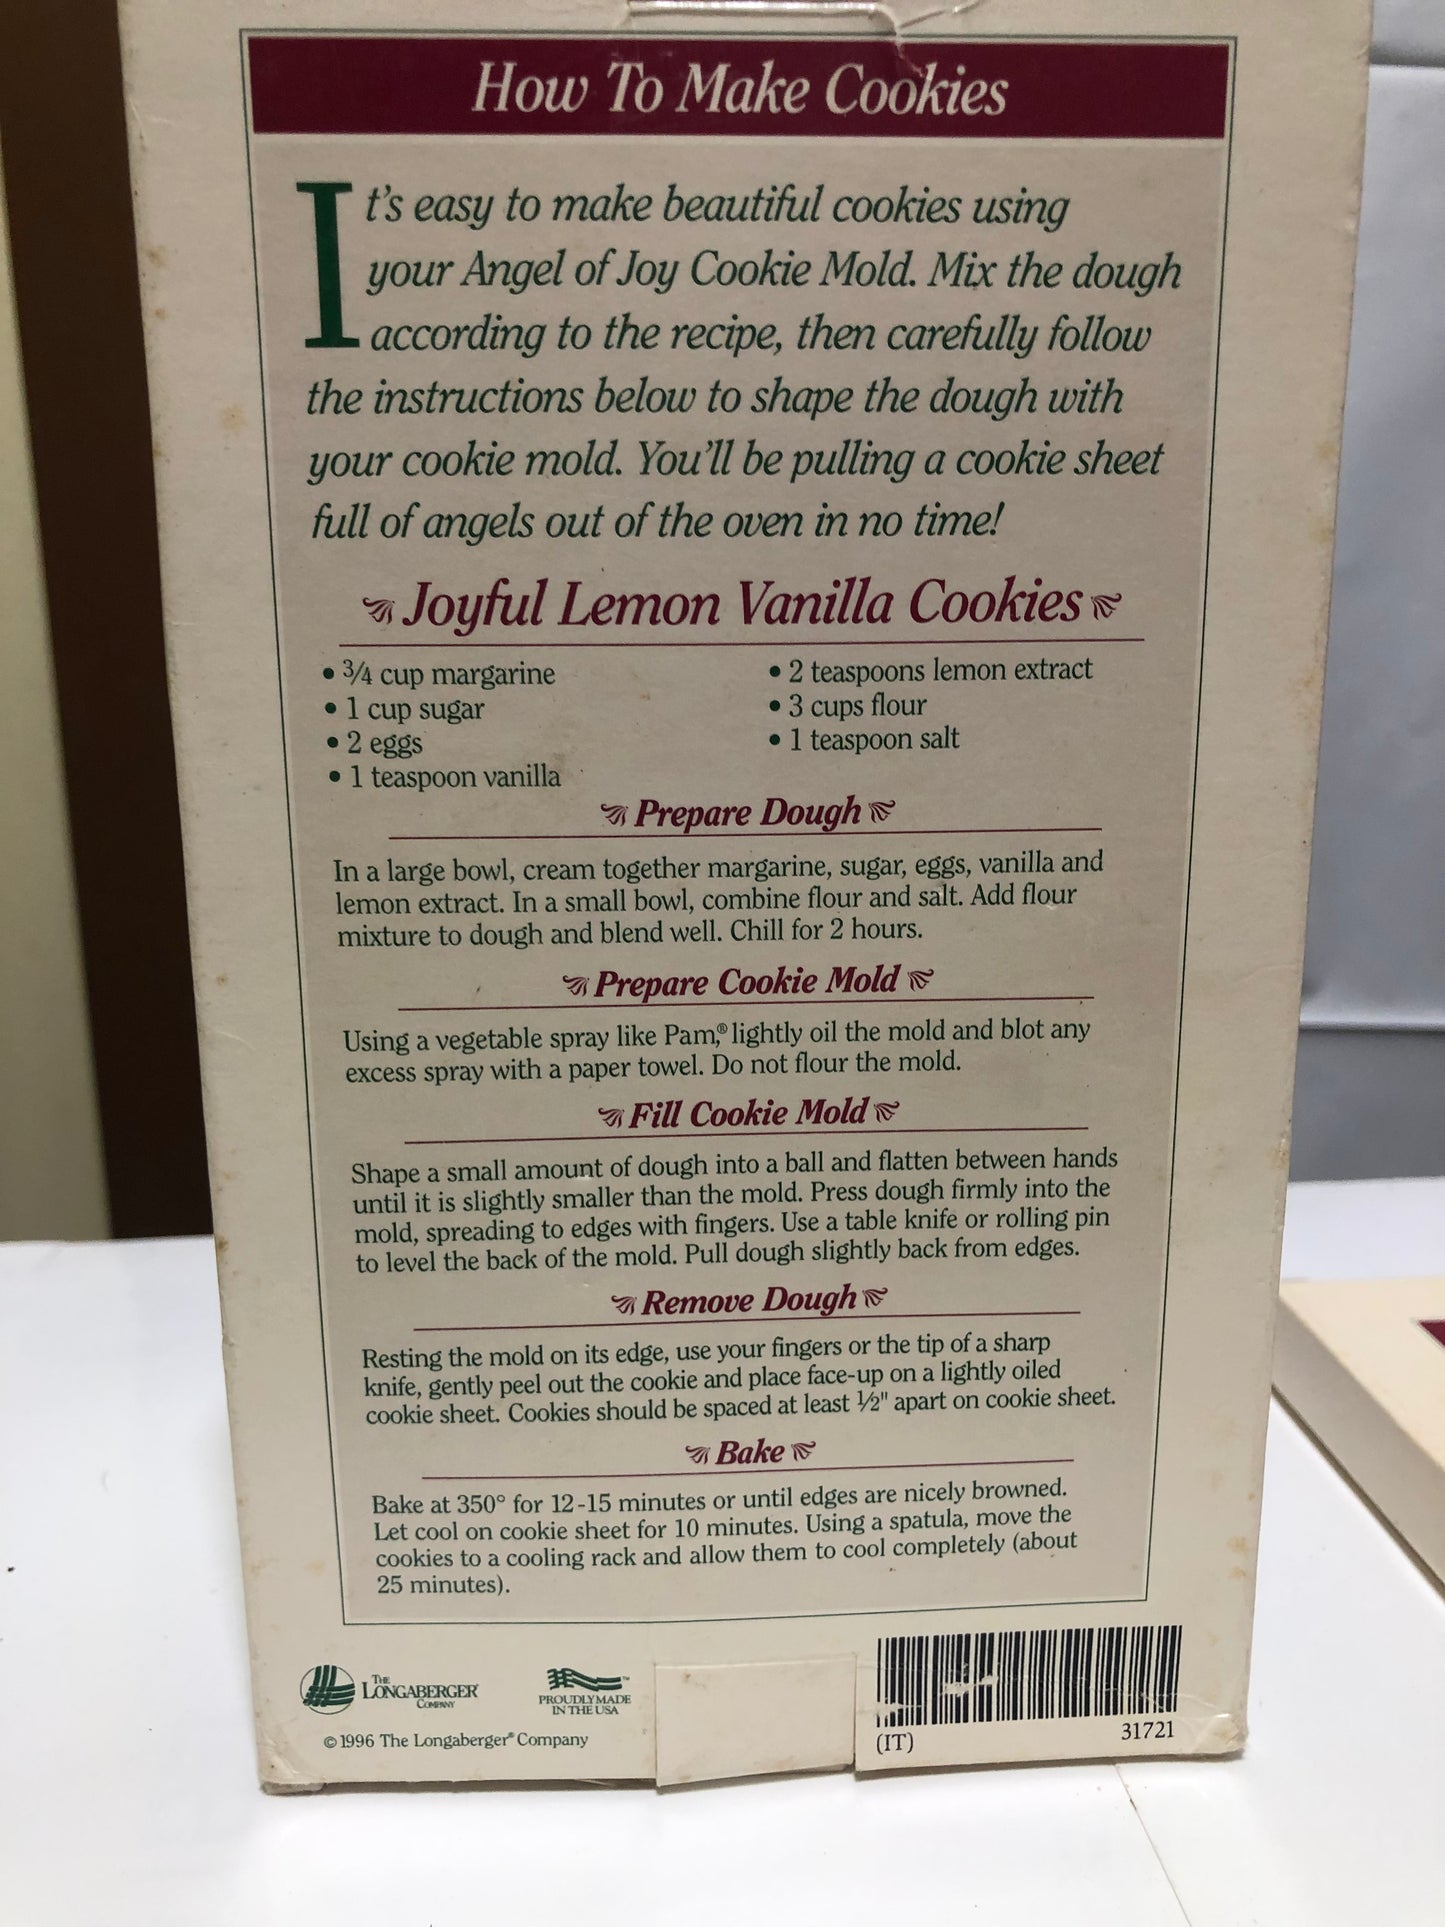 How To Make Cookies
It's easy to make beautiful cookies using
your Angel of Joy Cookie Mold. Mix the dough
according to the recipe, then carefully follow
the instructions below to shape the dough with
your cookie mold. You'll be pulling a cookie sheet
full of angels out of the oven in no time!
Joyful Lemon Vanilla Cookies
• 3/4 cup margarine
• 1 cup sugar
• 2 eggs
• 1 teaspoon vanilla
• 2 teaspoons lemon extract
• 3 cups flour
• 1 teaspoon salt
Prepare Dough
In a large bowl, cream together margarine, sugar, eggs, vanilla and
lemon extract. In a small bowl, combine flour and salt. Add flour
mixture to dough and blend well. Chill for 2 hours.
Prepare Cookie Mold
Using a vegetable spray like Pam,® lightly oil the mold and blot any
excess spray with a paper towel. Do not flour the mold.
Fill Cookie Mold
Shape a small amount of dough into a ball and flatten between hands
until it is slightly smaller than the mold. Press dough firmly into the
mold, spreading to edges with fingers. Use a table knife or rolling pin
to level the back of the mold. Pull dough slightly back from edges.
Remove Dough
Resting the mold on its edge, use your fingers or the tip of a sharp
knife, gently peel out the cookie and place face-up on a lightly oiled
cookie sheet. Cookies should be spaced at least 1/2" apart on cookie sheet.
Bake
Bake at 350° for 12-15 minutes or until edges are nicely browned.
Let cool on cookie sheet for 10 minutes. Using a spatula, move the
cookies to a cooling rack and allow them to cool completely (about
25 minutes).
THE
LONGABERGER
COMPANY
™
PROUDLY MADE
IN THE USA
© 1996 The Longaberger® Company
(IT)
31721